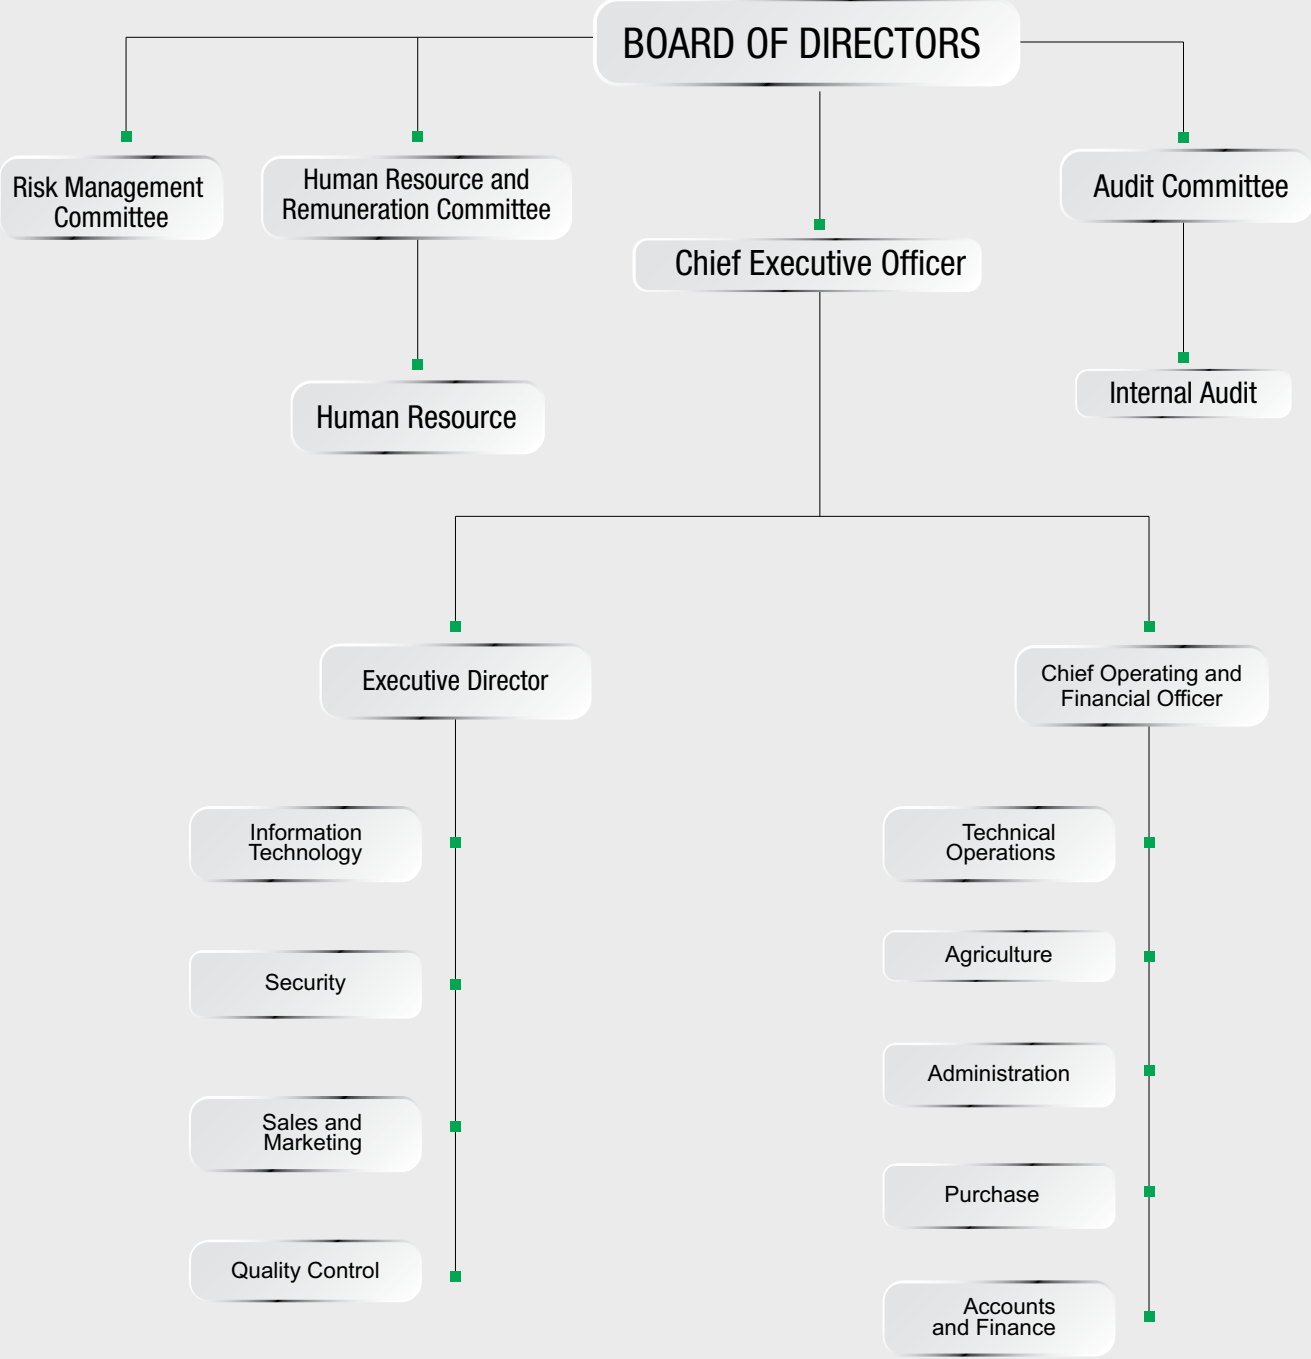 BOARD OF DIRECTORS
Risk Management
Committee
Human Resource and
Remuneration Committee
Audit Committee
Chief Executive Officer
Internal Audit
Human Resource
Executive Director
Chief Operating and
Financial Officer
Information
Technology
Security
Sales and
Marketing
Quality Control
Technical
Operations
Agriculture
Administration
Purchase
Accounts
and Finance